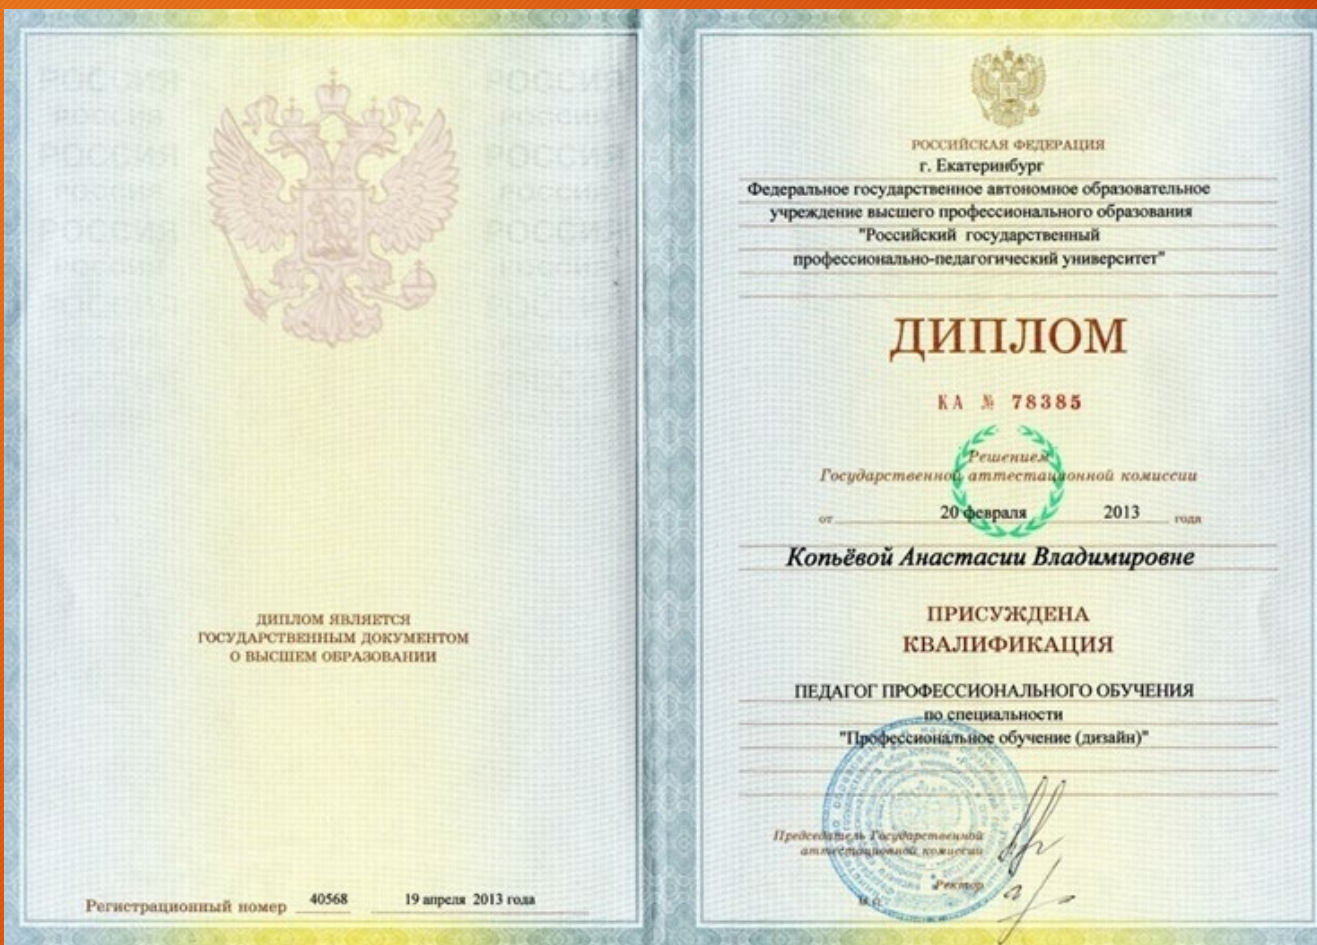 РОССИЯ
ДИПЛОМ ЯВЛЯЕТСЯ
ГОСУДАРСТВЕННЫМ ДОКУМЕНТОМ
О ВЫСШЕМ ОБРАЗОВАНИИ
Регистрационный номер 40568 19 апреля 2013 года
РОССИЙСКАЯ ФЕДЕРАЦИЯ
г. Екатеринбург
Федеральное государственное автономное образовательное
учреждение высшего профессионального образования
"Российский государственный
профессионально-педагогический университет"
ДИПЛОМ
КА № 78385
Решением
Государственной аттестационной комиссии
от 20 февраля 2013 года
Копьёвой Анастасии Владимировне
ПРИСУЖДЕНА
КВАЛИФИКАЦИЯ
ПЕДАГОГ ПРОФЕССИОНАЛЬНОГО ОБУЧЕНИЯ
по специальности
"Профессиональное обучение (дизайн)"
Председатель Государственной
аттестационной комиссии
Ректор